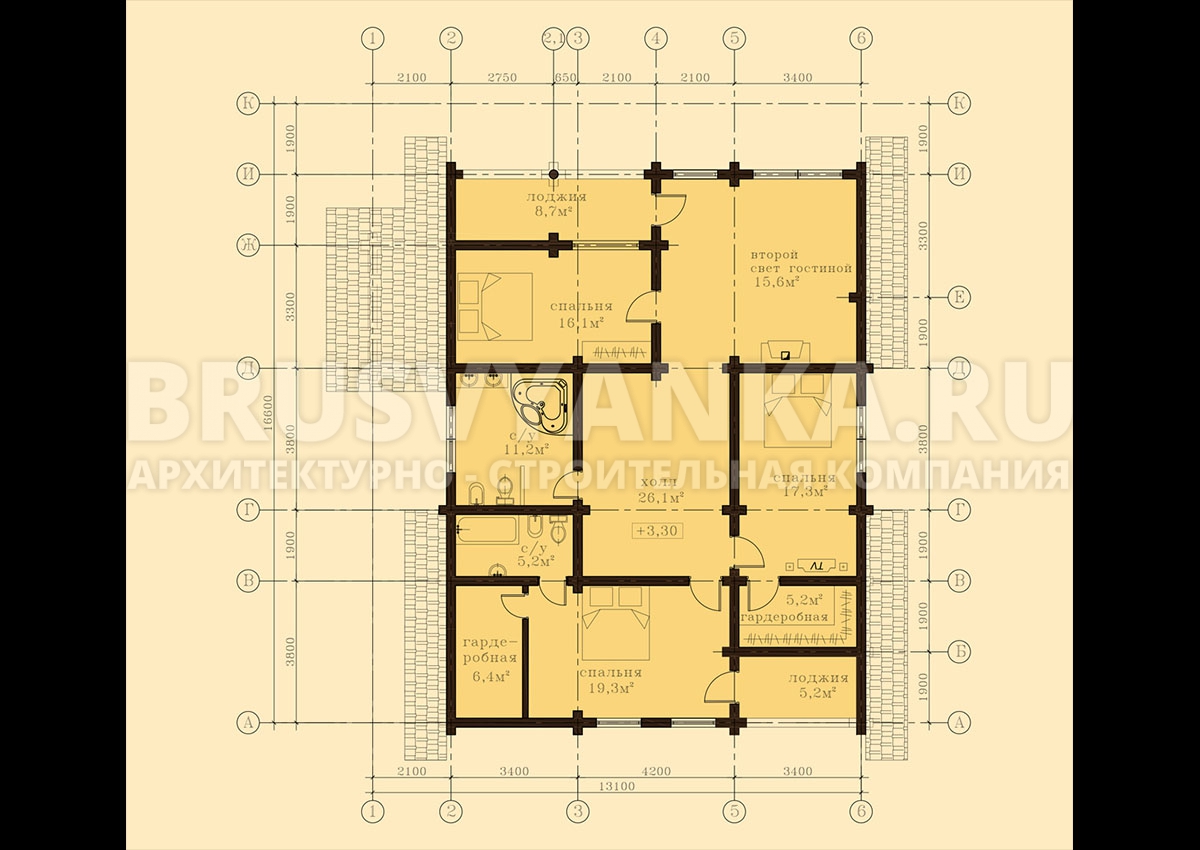 1 2 2,1 3 4 5 6
2100 2750 650 2100 2100 3400
К К
1900 1900
И И
лоджия
8,7м²
1900
3300
Ж
второй
свет гостиной
15,6м²
Е
спальня
16,1м²
3300
1900
Д Д
BRUSVYANKA.RU
16600
3800 3800
с/у
11,2м²
АРХИТЕКТУРНО - СТРОИТЕЛЬНАЯ КОМПАНИЯ
холл
26,1м²
спальня
17,3м²
Г Г
+3,30
1900 1900
с/у
5,2м²
TV
В В
5,2м²
гардеробная
1900
гарде-
робная
6,4м²
3800
Б
спальня
19,3м²
лоджия
5,2м²
1900
А А
2100 3400 4200 3400
13100
1 2 3 5 6